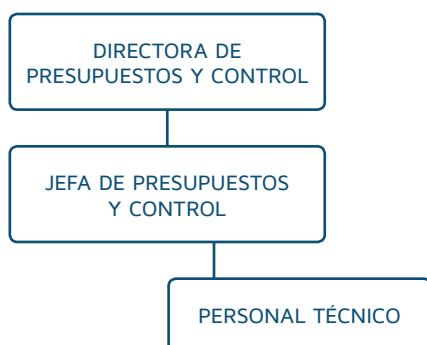 DIRECTORA DE
PRESUPUESTOS Y CONTROL
JEFA DE PRESUPUESTOS
Y CONTROL
PERSONAL TÉCNICO